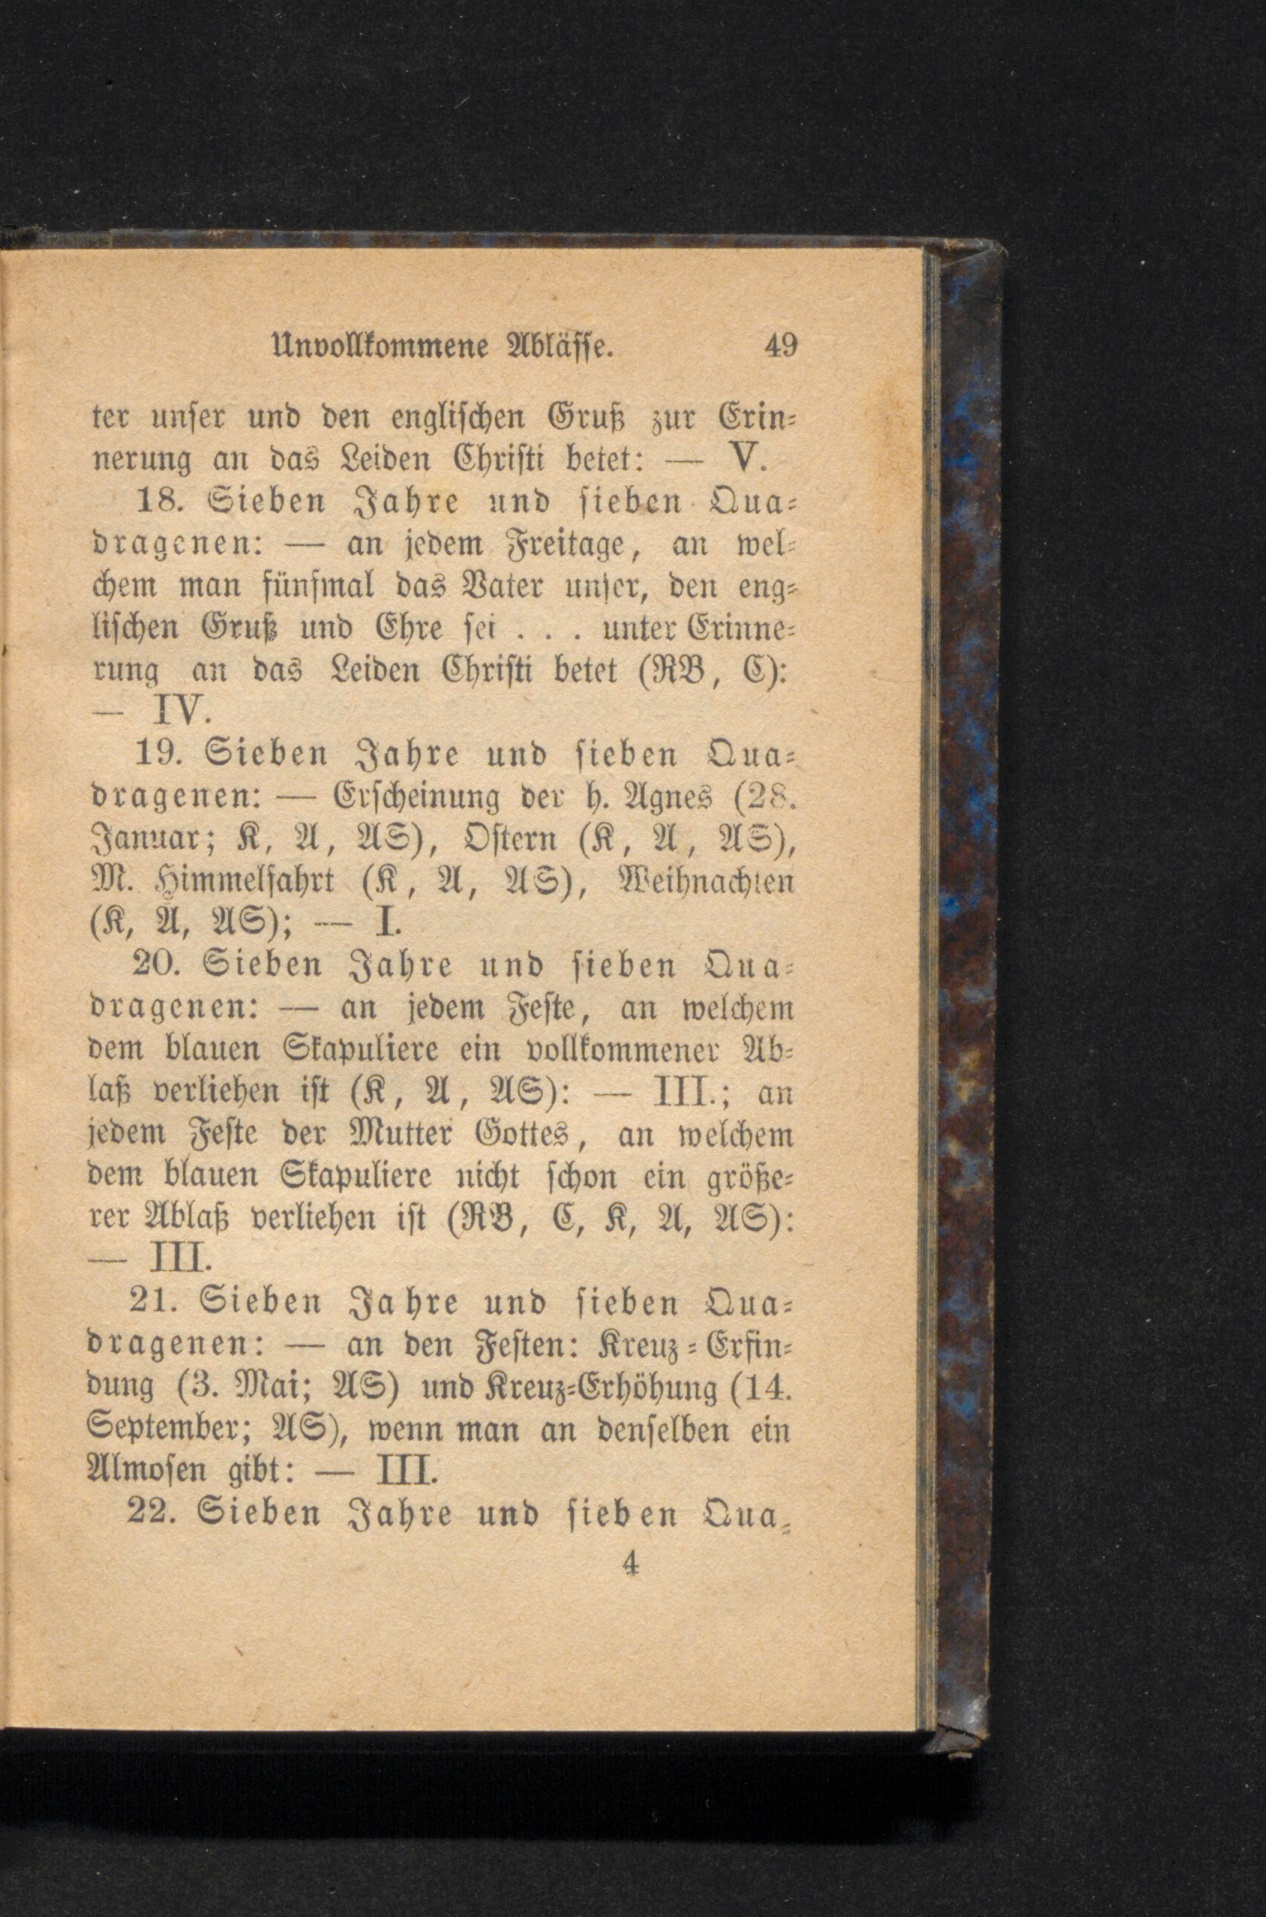 Unvollkommene Ablässe. 49
ter unser und den englischen Gruß zur Erin-
nerung an das Leiden Christi betet: — V.
18. Sieben Jahre und sieben Qua-
dragenen: — an jedem Freitage, an wel-
chem man fünfmal das Vater unser, den eng-
lischen Gruß und Ehre sei . . . unter Erinne-
rung an das Leiden Christi betet (RB, C):
— IV.
19. Sieben Jahre und sieben Qua-
dragenen: — Erscheinung der h. Agnes (28.
Januar; K, A, AS), Ostern (K, A, AS),
M. Himmelfahrt (K, A, AS), Weihnachten
(K, A, AS); — I.
20. Sieben Jahre und sieben Qua-
dragenen: — an jedem Feste, an welchem
dem blauen Skapuliere ein vollkommener Ab-
laß verliehen ist (K, A, AS): — III.; an
jedem Feste der Mutter Gottes, an welchem
dem blauen Skapuliere nicht schon ein größe-
rer Ablaß verliehen ist (RB, C, K, A, AS):
— III.
21. Sieben Jahre und sieben Qua-
dragenen: — an den Festen: Kreuz-Erfin-
dung (3. Mai; AS) und Kreuz-Erhöhung (14.
September; AS), wenn man an denselben ein
Almosen gibt: — III.
22. Sieben Jahre und sieben Qua-
4